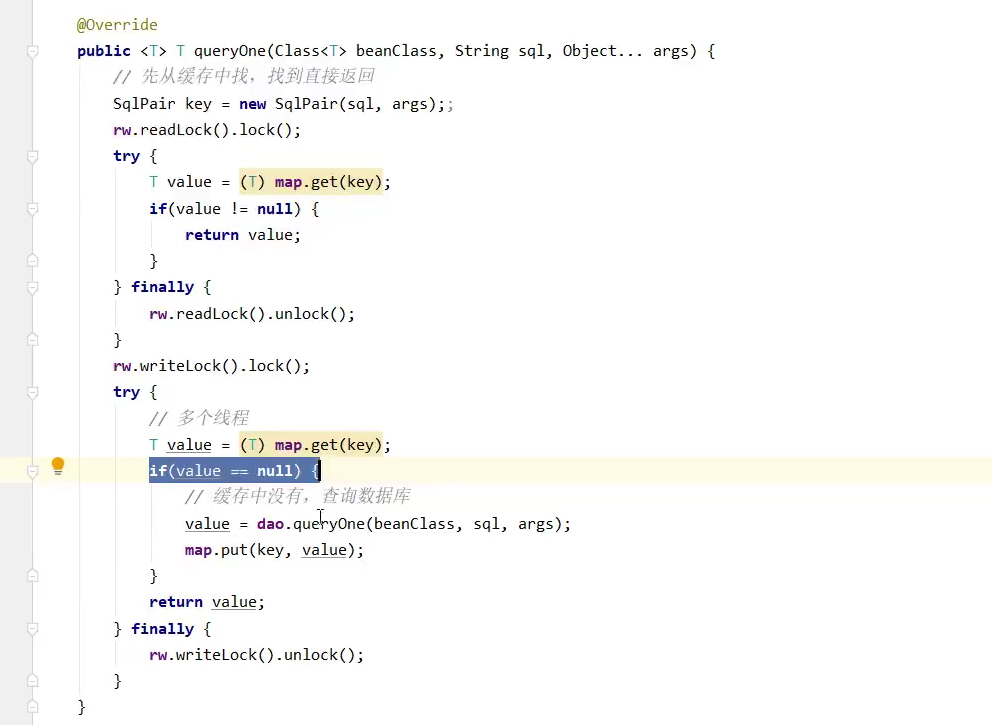 @Override
public <T> T queryOne(Class<T> beanClass, String sql, Object... args) {
// 先从缓存中找，找到直接返回
SqlPair key = new SqlPair(sql, args);;
rw.readLock().lock();
try {
T value = (T) map.get(key);
if(value != null) {
return value;
}
} finally {
rw.readLock().unlock();
}
rw.writeLock().lock();
try {
// 多个线程
T value = (T) map.get(key);
if(value == null) {
// 缓存中没有，查询数据库
value = dao.queryOne(beanClass, sql, args);
map.put(key, value);
}
return value;
} finally {
rw.writeLock().unlock();
}
}